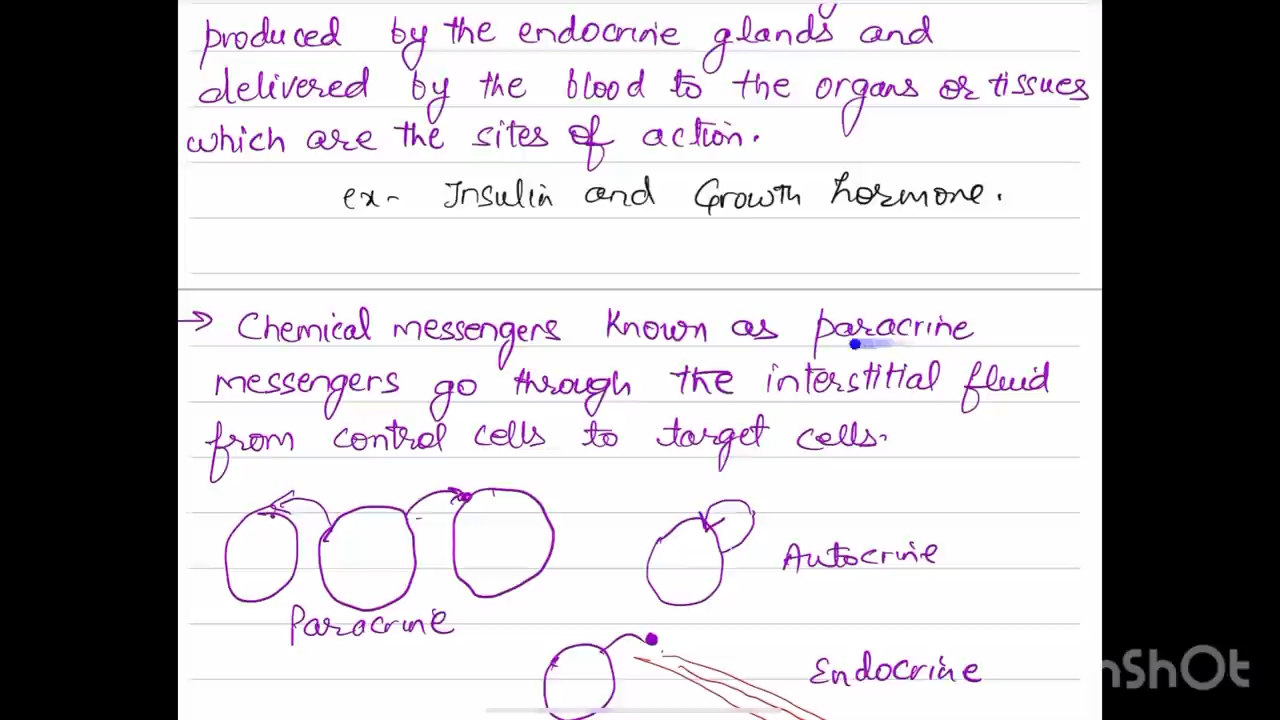 produced by the endocrine glands and
delivered by the blood to the organs or tissues
which are the sites of action.
ex- Insulin and Growth hormone.
→ Chemical messengers known as paracrine
messengers go through the interstitial fluid
from control cells to target cells.
Autocrine
Paracrine
Endocrine
nShOt